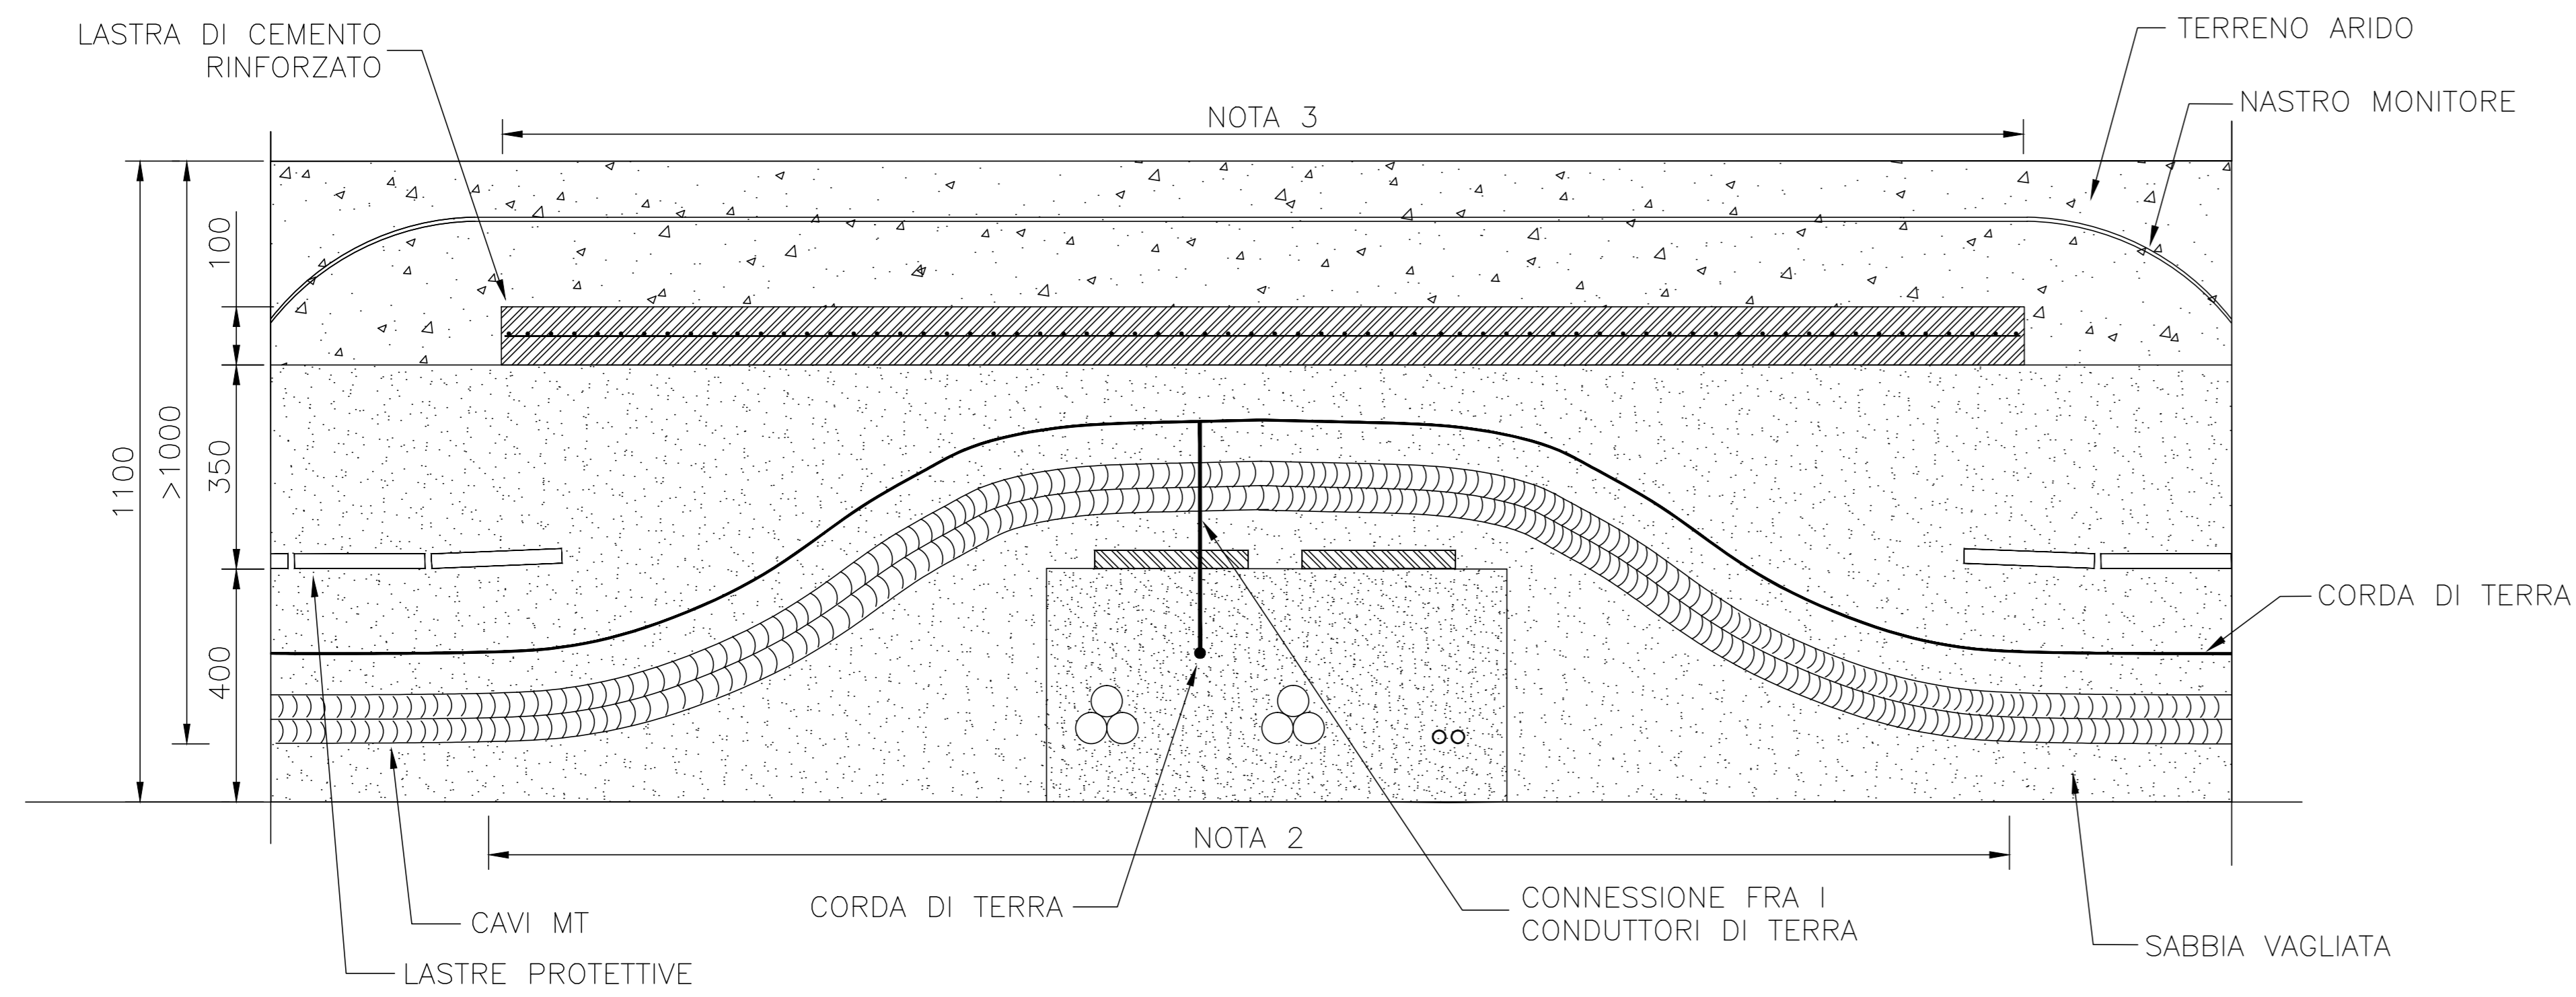 LASTRA DI CEMENTO
RINFORZATO
TERRENO ARIDO
NASTRO MONITORE
NOTA 3
100
1100
>1000
350
400
CORDA DI TERRA
NOTA 2
CORDA DI TERRA
CONNESSIONE FRA I
CONDUTTORI DI TERRA
CAVI MT
SABBIA VAGLIATA
LASTRE PROTETTIVE